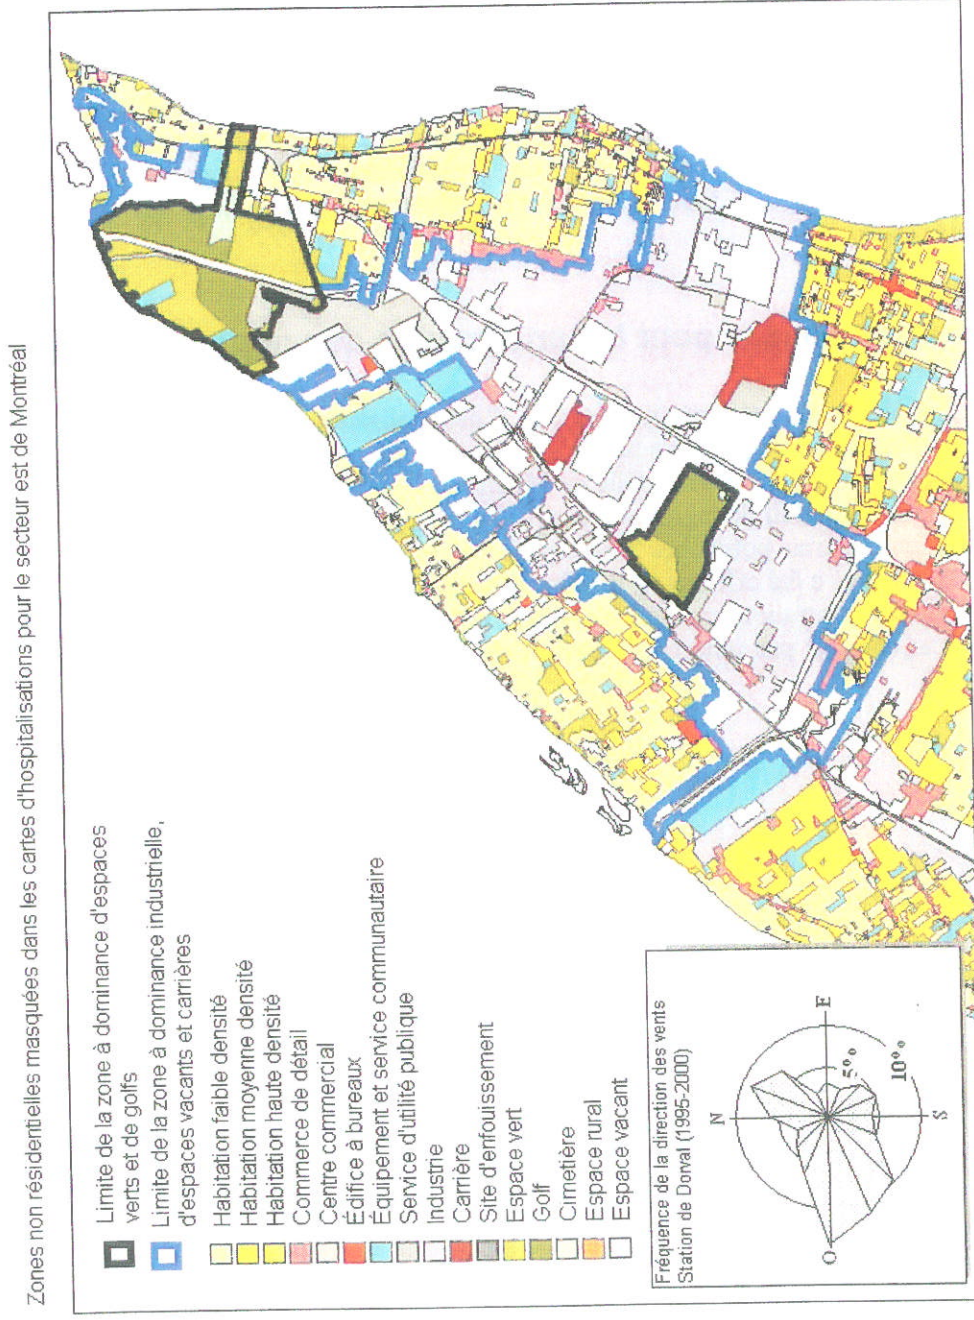 Zones non résidentielles masquées dans les cartes d'hospitalisations pour le secteur est de Montréal
Limite de la zone à dominance d'espaces
verts et de golfs
Limite de la zone à dominance industrielle,
d'espaces vacants et carrières
Habitation faible densité
Habitation moyenne densité
Habitation haute densité
Commerce de détail
Centre commercial
Édifice à bureaux
Équipement et service communautaire
Service d'utilité publique
Industrie
Carrière
Site d'enfouissement
Espace vert
Golf
Cimetière
Espace rural
Espace vacant
Fréquence de la direction des vents
Station de Dorval (1995-2000)
N
E
S
O
5%
10%